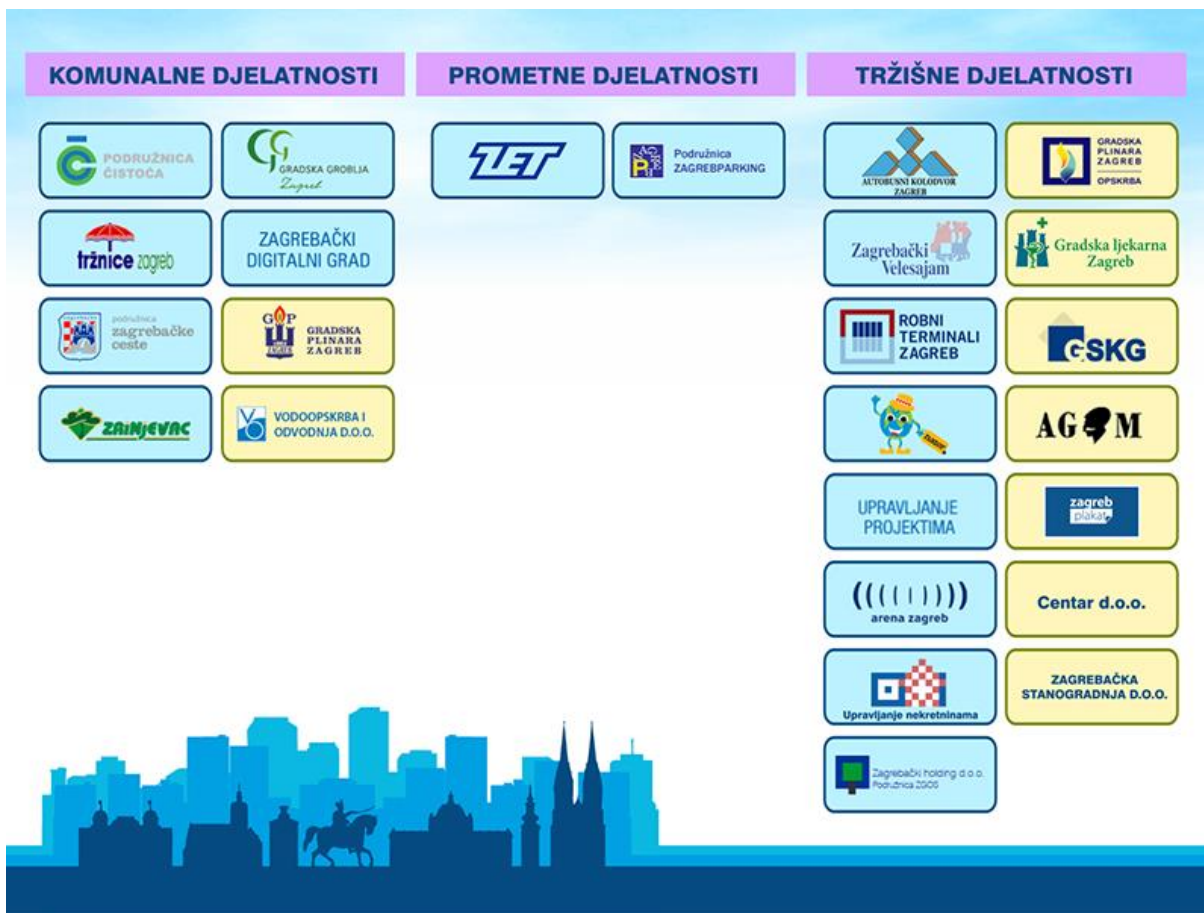 KOMUNALNE DJELATNOSTI
PODRUŽNICA
ČISTOĆA
GRADSKA GROBLJA
Zagreb
tržnice zagreb
ZAGREBAČKI
DIGITALNI GRAD
podružnica
zagrebačke
ceste
GRADSKA
PLINARA
ZAGREB
ZRINJEVAC
VODOOPSKRBA I
ODVODNJA D.O.O.
PROMETNE DJELATNOSTI
ZET
Podružnica
ZAGREBPARKING
TRŽIŠNE DJELATNOSTI
AUTOBUSNI KOLODVOR
ZAGREB
GRADSKA
PLINARA
ZAGREB
OPSKRBA
Zagrebački
Velesajam
Gradska ljekarna
Zagreb
ROBNI
TERMINALI
ZAGREB
GSKG
AGM
UPRAVLJANJE
PROJEKTIMA
zagreb
plakat
arena zagreb
Centar d.o.o.
Upravljanje nekretninama
ZAGREBAČKA
STANOGRADNJA D.O.O.
Zagrebački holding d.o.o.
Podružnica ZGOS